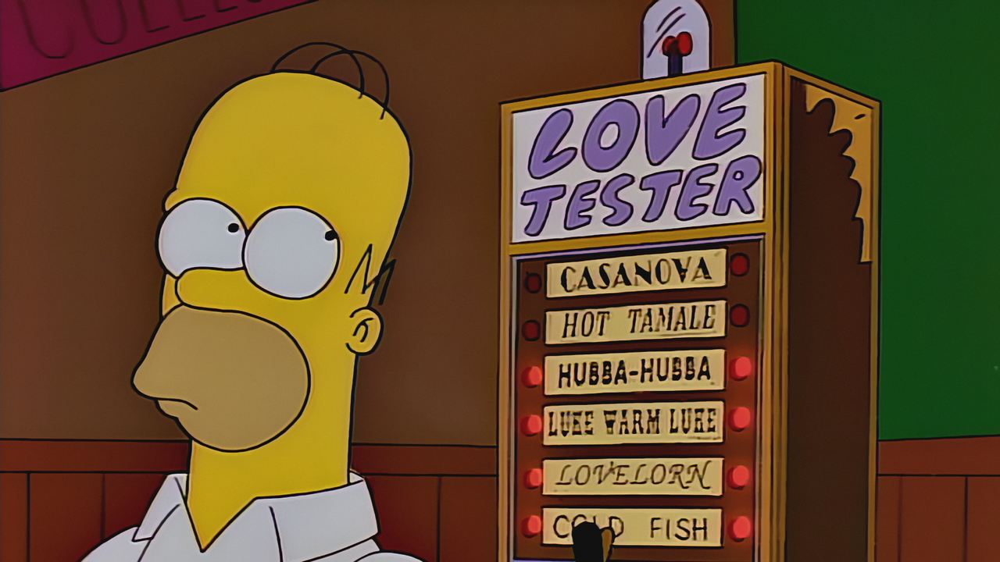 LOVE
TESTER
CASANOVA
HOT TAMALE
HUBBA-HUBBA
LUKE WARM LUKE
LOVELORN
COLD FISH